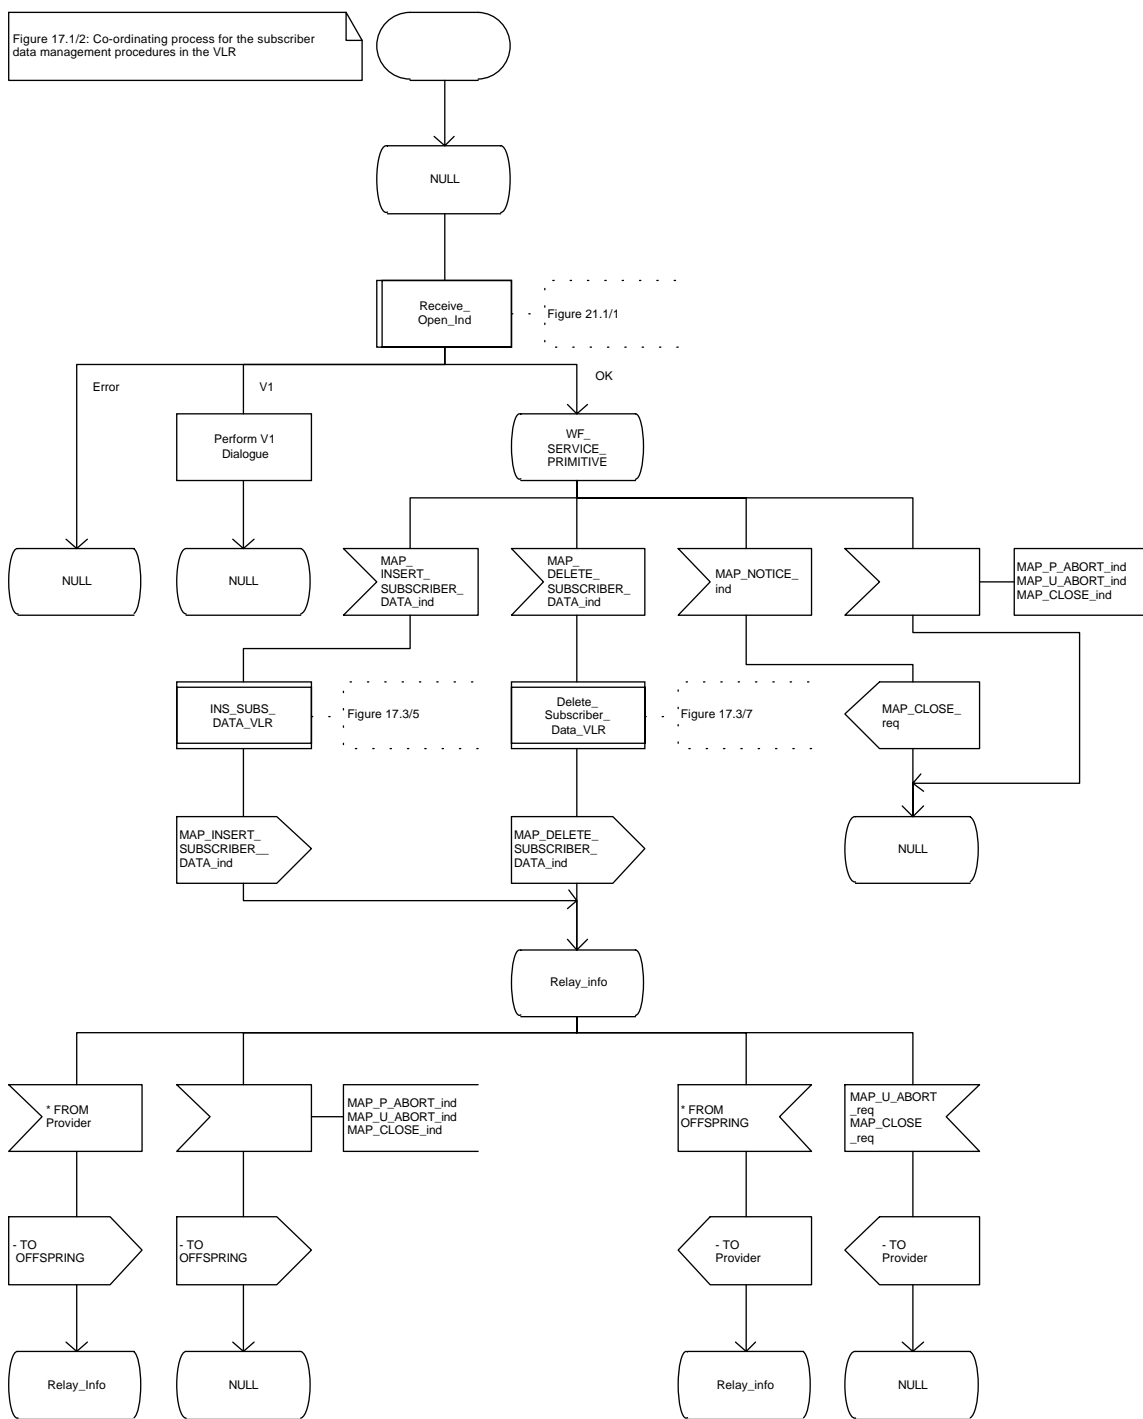 Figure 17.1/2: Co-ordinating process for the subscriber
data management procedures in the VLR
NULL
Receive_
Open_Ind
Figure 21.1/1
Error
V1
OK
Perform V1
Dialogue
WF_
SERVICE_
PRIMITIVE
NULL
NULL
MAP_
INSERT_
SUBSCRIBER_
DATA_ind
MAP_
DELETE_
SUBSCRIBER_
DATA_ind
MAP_NOTICE_
ind
MAP_P_ABORT_ind
MAP_U_ABORT_ind
MAP_CLOSE_ind
INS_SUBS_
DATA_VLR
Figure 17.3/5
Delete_
Subscriber_
Data_VLR
Figure 17.3/7
MAP_CLOSE_
req
MAP_INSERT_
SUBSCRIBER__
DATA_ind
MAP_DELETE_
SUBSCRIBER_
DATA_ind
NULL
Relay_info
* FROM
Provider
MAP_P_ABORT_ind
MAP_U_ABORT_ind
MAP_CLOSE_ind
* FROM
OFFSPRING
MAP_U_ABORT
_req
MAP_CLOSE
_req
- TO
OFFSPRING
- TO
OFFSPRING
- TO
Provider
- TO
Provider
Relay_Info
NULL
Relay_info
NULL